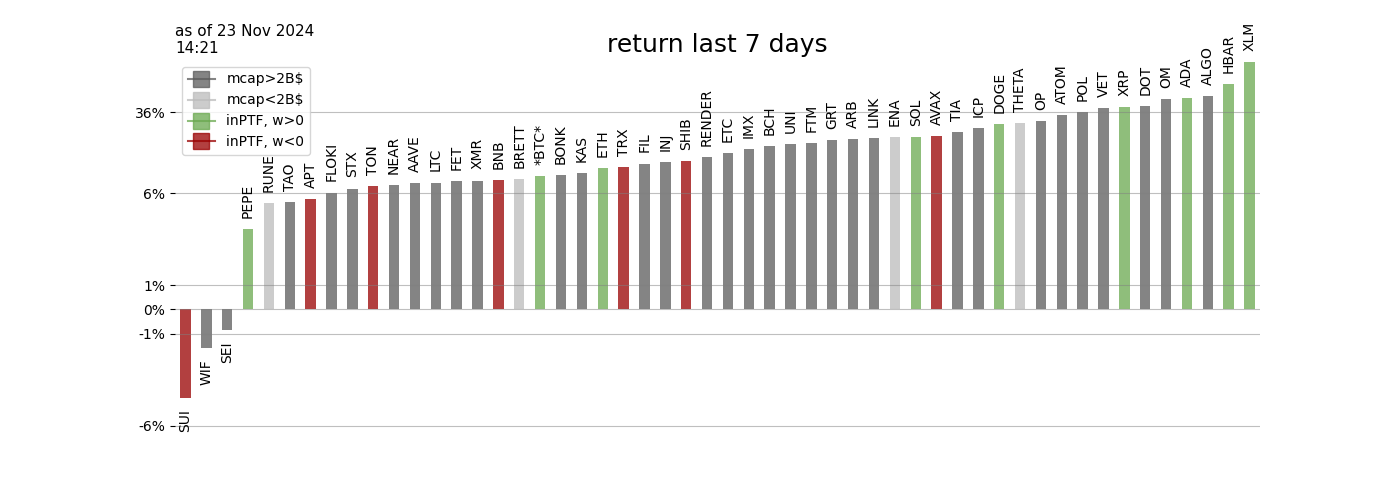 as of 23 Nov 2024
14:21
return last 7 days
mcap>2B$
mcap<2B$
inPTF, w>0
inPTF, w<0
36%
6%
1%
0%
-1%
-6%
SUI
WIF
SEI
PEPE
RUNE
TAO
APT
FLOKI
STX
TON
NEAR
AAVE
LTC
FET
XMR
BNB
BRETT
*BTC*
BONK
KAS
ETH
TRX
FIL
INJ
SHIB
RENDER
ETC
IMX
BCH
UNI
FTM
GRT
ARB
LINK
ENA
SOL
AVAX
TIA
ICP
DOGE
THETA
OP
ATOM
POL
VET
XRP
DOT
OM
ADA
ALGO
HBAR
XLM